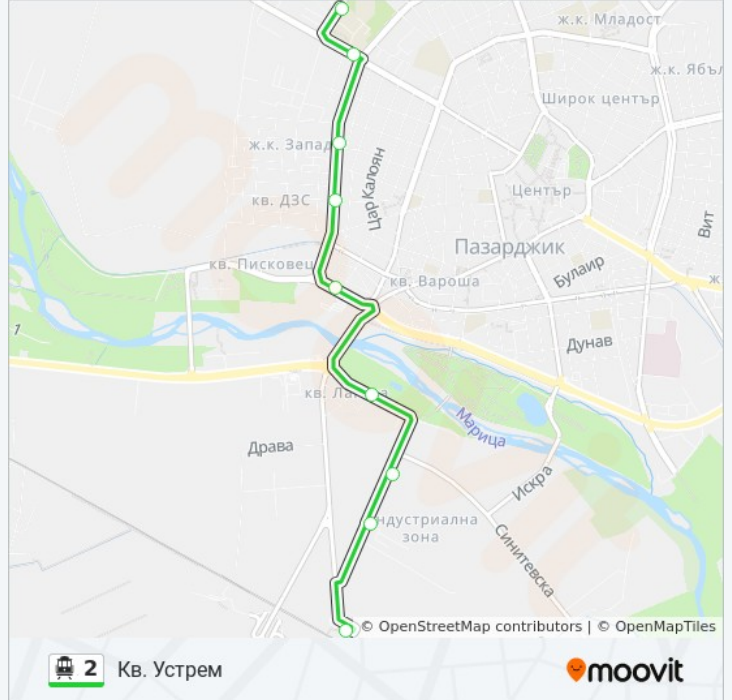 ж.к. Младост
ж.к. Ябъл
Широк център
ж.к. Запад
Цар Калоян
Център
кв. ДЗС
Вит
Пазарджик
кв. Писковец
Булаир
кв. Вароша
ж
1
Дунав
кв.
Марица
Драва
Искра
ндустриална
зона
Синитевска
© OpenStreetMap contributors | © OpenMapTiles
2 Кв. Устрем
moovit